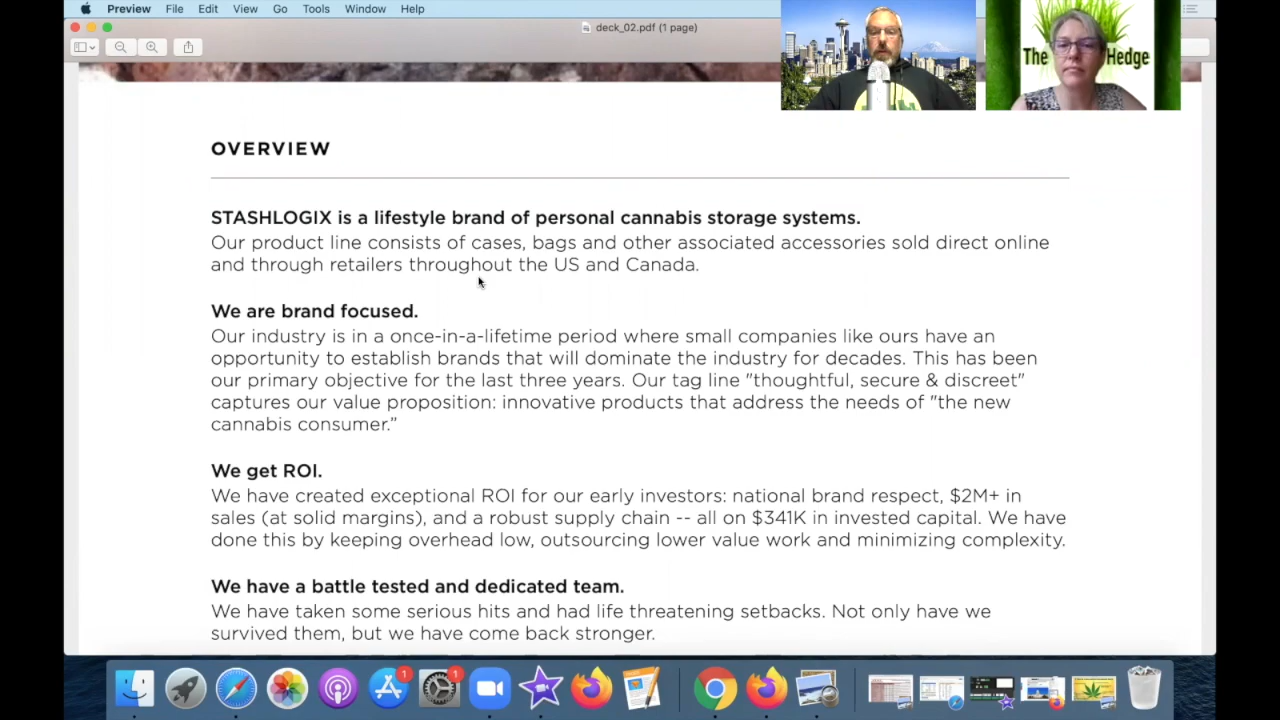 Preview File Edit View Go Tools Window Help
deck_02.pdf (1 page)
The Hedge
OVERVIEW
STASHLOGIX is a lifestyle brand of personal cannabis storage systems.
Our product line consists of cases, bags and other associated accessories sold direct online
and through retailers throughout the US and Canada.
We are brand focused.
Our industry is in a once-in-a-lifetime period where small companies like ours have an
opportunity to establish brands that will dominate the industry for decades. This has been
our primary objective for the last three years. Our tag line "thoughtful, secure & discreet"
captures our value proposition: innovative products that address the needs of "the new
cannabis consumer.”
We get ROI.
We have created exceptional ROI for our early investors: national brand respect, $2M+ in
sales (at solid margins), and a robust supply chain -- all on $341K in invested capital. We have
done this by keeping overhead low, outsourcing lower value work and minimizing complexity.
We have a battle tested and dedicated team.
We have taken some serious hits and had life threatening setbacks. Not only have we
survived them, but we have come back stronger.
1 1